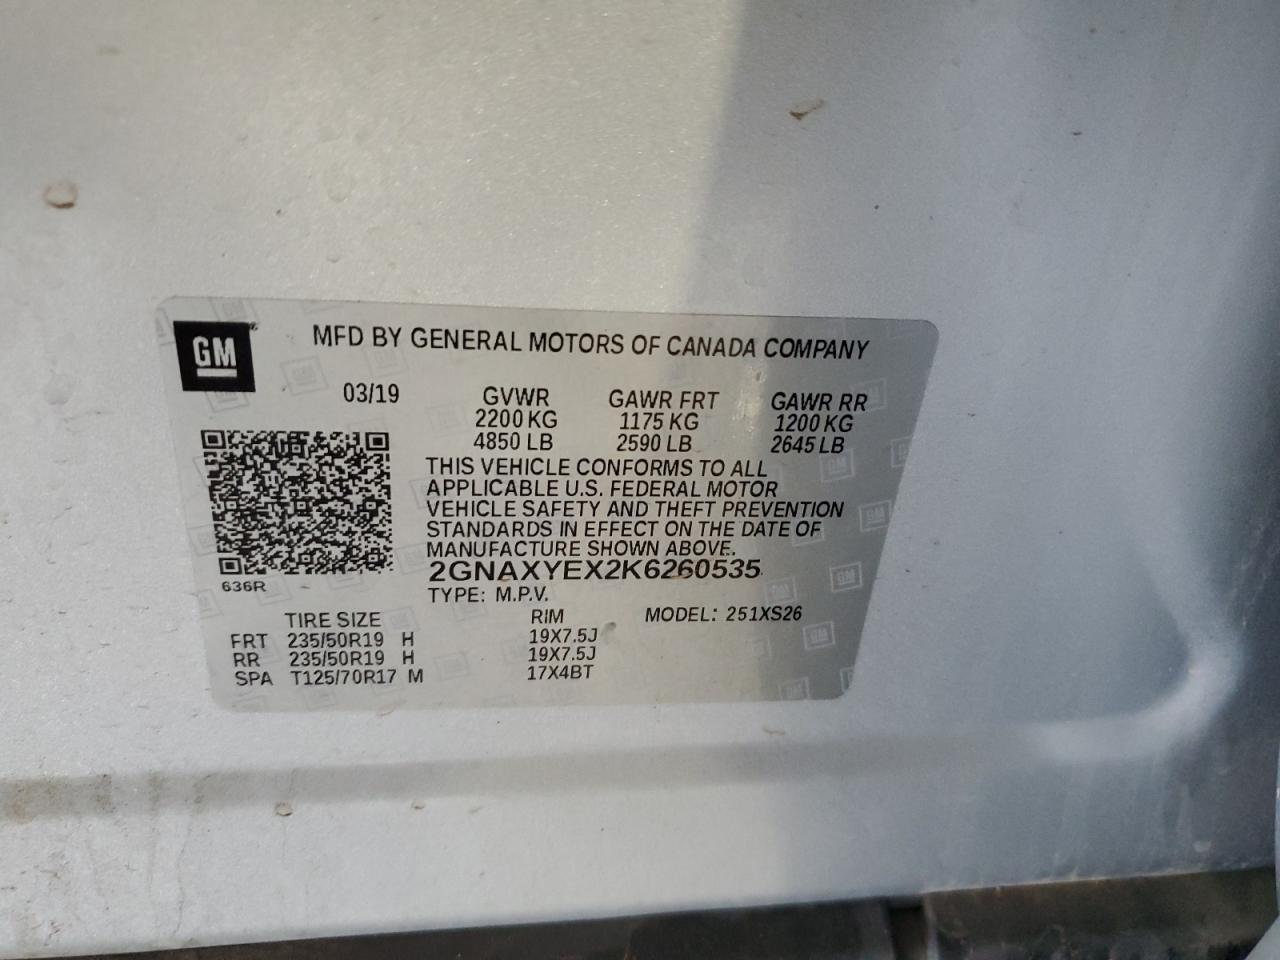 GM
MFD BY GENERAL MOTORS OF CANADA COMPANY
03/19 GVWR GAWR FRT GAWR RR
2200 KG 1175 KG 1200 KG
4850 LB 2590 LB 2645 LB
THIS VEHICLE CONFORMS TO ALL
APPLICABLE U.S. FEDERAL MOTOR
VEHICLE SAFETY AND THEFT PREVENTION
STANDARDS IN EFFECT ON THE DATE OF
MANUFACTURE SHOWN ABOVE.
2GNAXYEX2K6260535
636R
TYPE: M.P.V.
TIRE SIZE RIM MODEL: 251XS26
FRT 235/50R19 H 19X7.5J
RR 235/50R19 H 19X7.5J
SPA T125/70R17 M 17X4BT